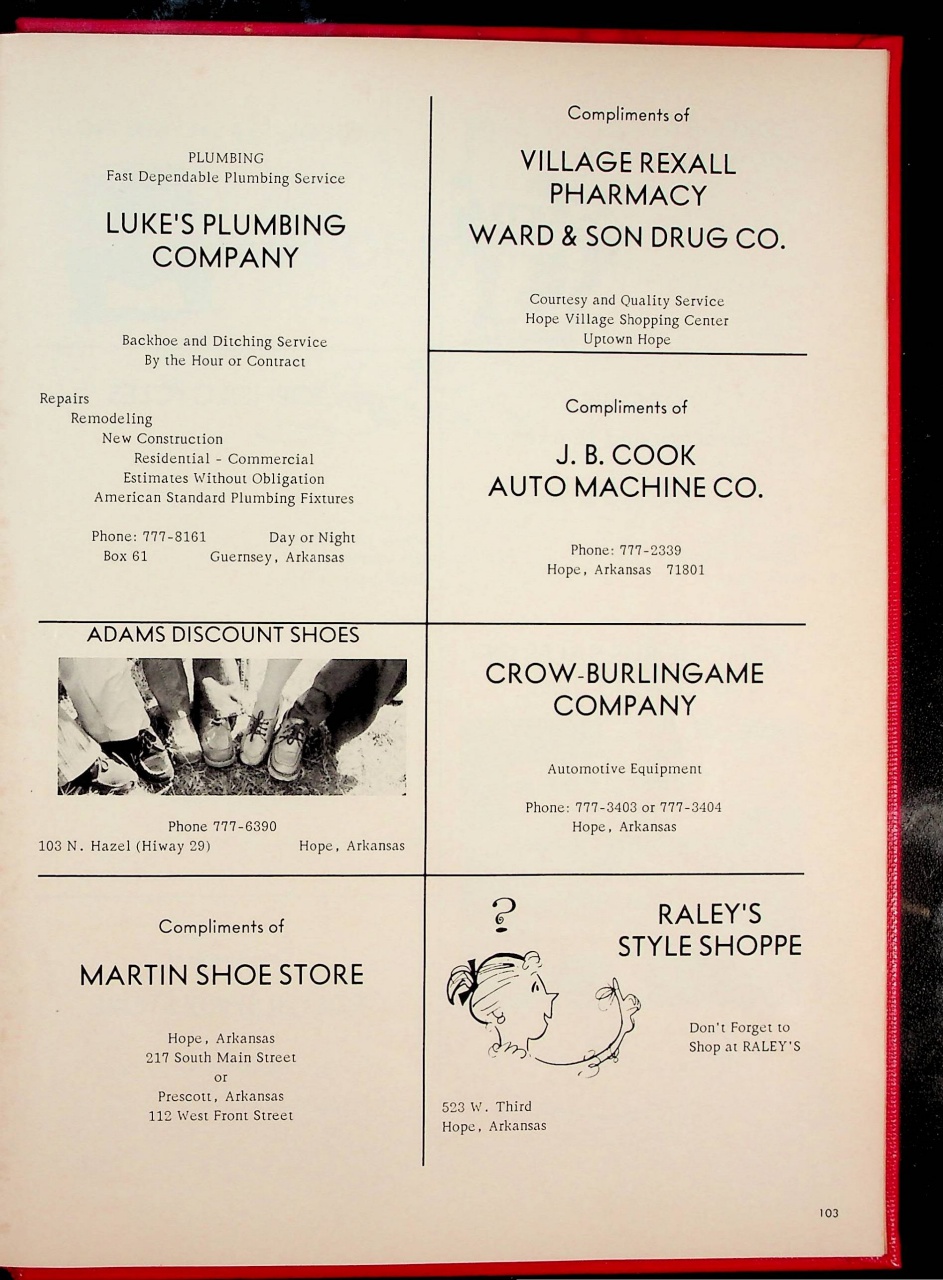 PLUMBING
Fast Dependable Plumbing Service
LUKE'S PLUMBING
COMPANY
Backhoe and Ditching Service
By the Hour or Contract
Repairs
Remodeling
New Construction
Residential - Commercial
Estimates Without Obligation
American Standard Plumbing Fixtures
Phone: 777-8161 Day or Night
Box 61 Guernsey, Arkansas
ADAMS DISCOUNT SHOES
Phone 777-6390
103 N. Hazel (Hiway 29) Hope, Arkansas
Compliments of
MARTIN SHOE STORE
Hope, Arkansas
217 South Main Street
or
Prescott, Arkansas
112 West Front Street
Compliments of
VILLAGE REXALL
PHARMACY
WARD & SON DRUG CO.
Courtesy and Quality Service
Hope Village Shopping Center
Uptown Hope
Compliments of
J. B. COOK
AUTO MACHINE CO.
Phone: 777-2339
Hope, Arkansas 71801
CROW-BURLINGAME
COMPANY
Automotive Equipment
Phone: 777-3403 or 777-3404
Hope, Arkansas
?
RALEY'S
STYLE SHOPPE
Don't Forget to
Shop at RALEY'S
523 W. Third
Hope, Arkansas
103